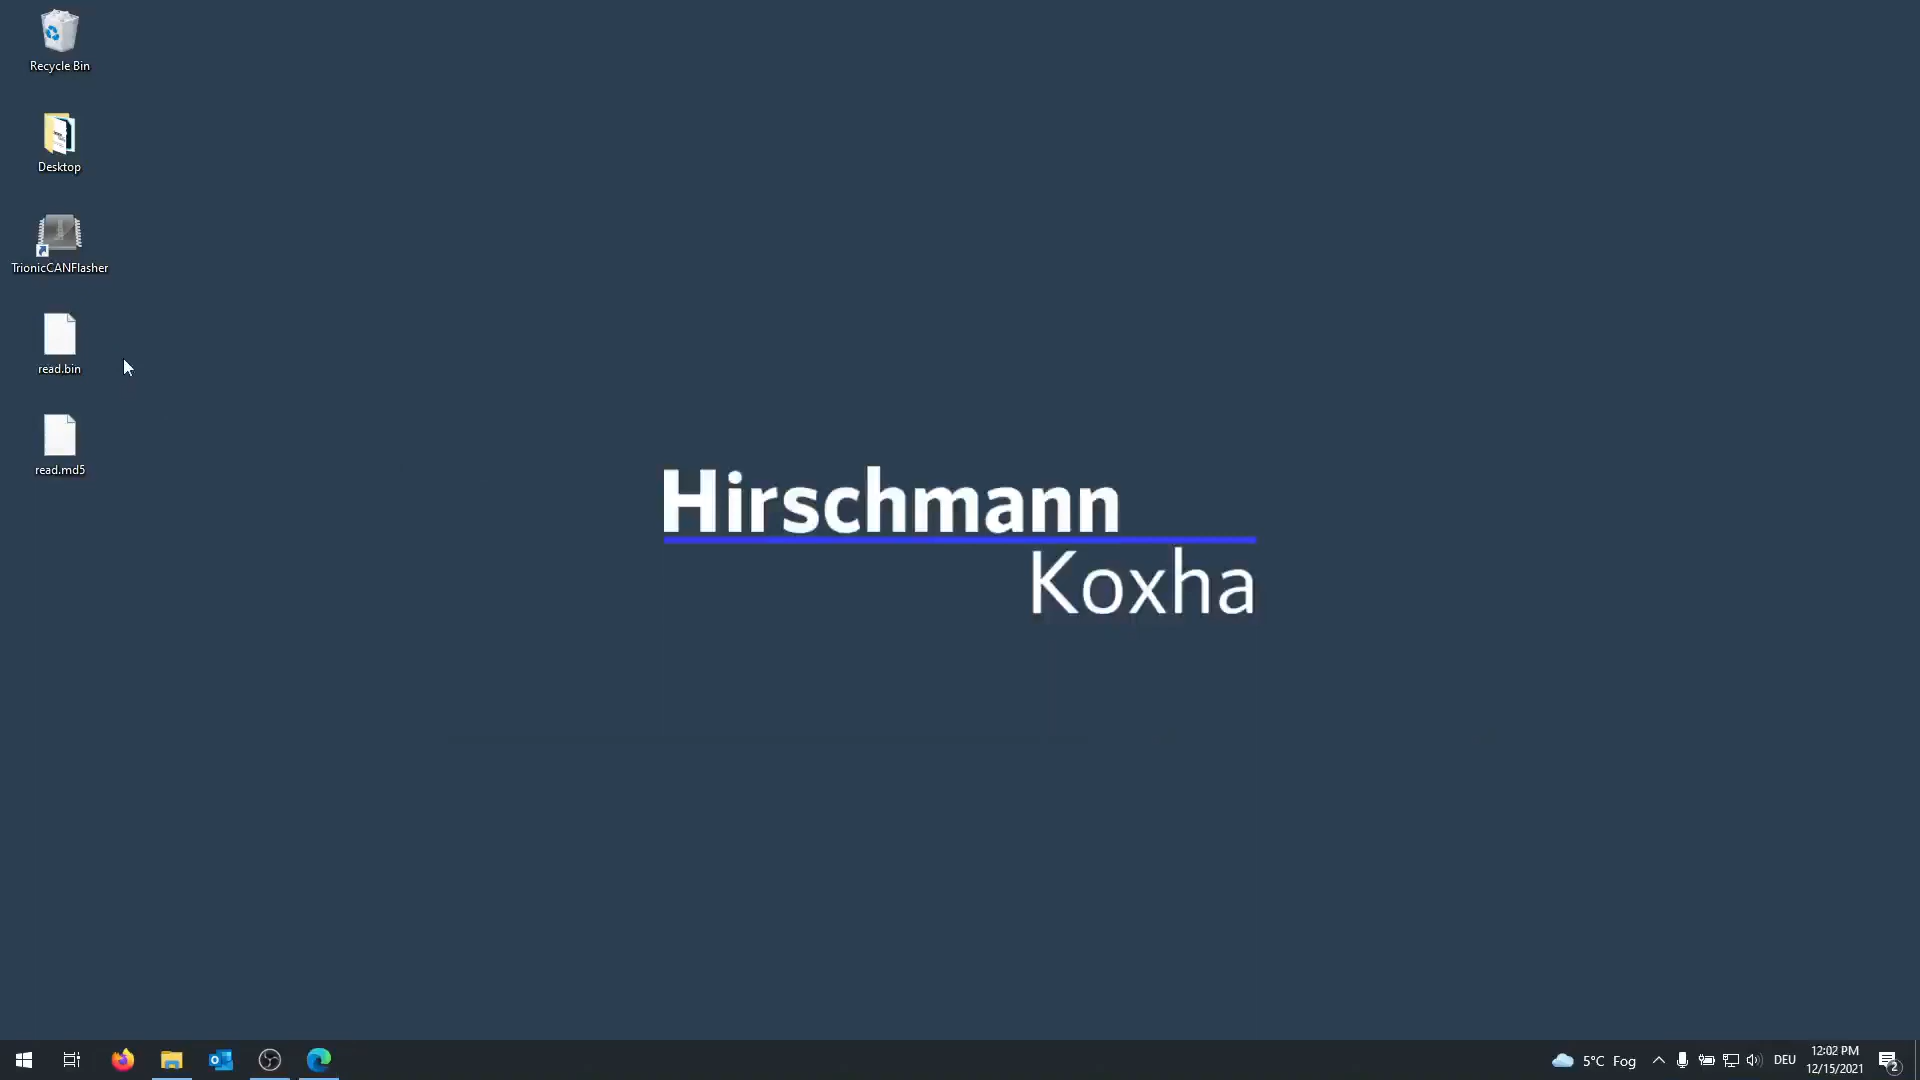 Recycle Bin
Desktop
TrionicCANFlasher
read.bin
read.md5
Hirschmann
Koxha
5°C Fog
DEU
12:02 PM
12/15/2021
2